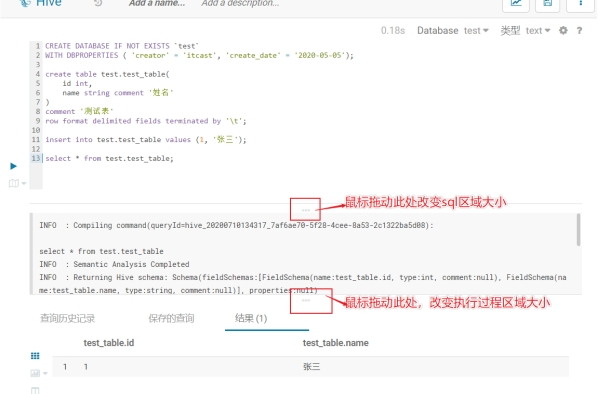 Hive
Add a name...
Add a description...
0.18s
Database test
类型 text
?
1 CREATE DATABASE IF NOT EXISTS `test`
2 WITH DBPROPERTIES ( 'creator' = 'itcast', 'create_date' = '2020-05-05');
3
4 create table test.test_table(
5 id int,
6 name string comment '姓名'
7 )
8 comment '测试表'
9 row format delimited fields terminated by '\t';
10
11 insert into test.test_table values (1, '张三');
12
13 select * from test.test_table;
鼠标拖动此处改变sql区域大小
INFO : Compiling command(queryId=hive_20200710134317_7af6ae70-5f28-4cee-8a53-2c1322ba5d08):
select * from test.test_table
INFO : Semantic Analysis Completed
INFO : Returning Hive schema: Schema(fieldSchemas:[FieldSchema(name:test_table.id, type:int, comment:null), FieldSchema(na
me:test_table.name, type:string, comment:null)], properties:null)
鼠标拖动此处，改变执行过程区域大小
查询历史记录
保存的查询
结果 (1)
test_table.id
test_table.name
1
1
张三